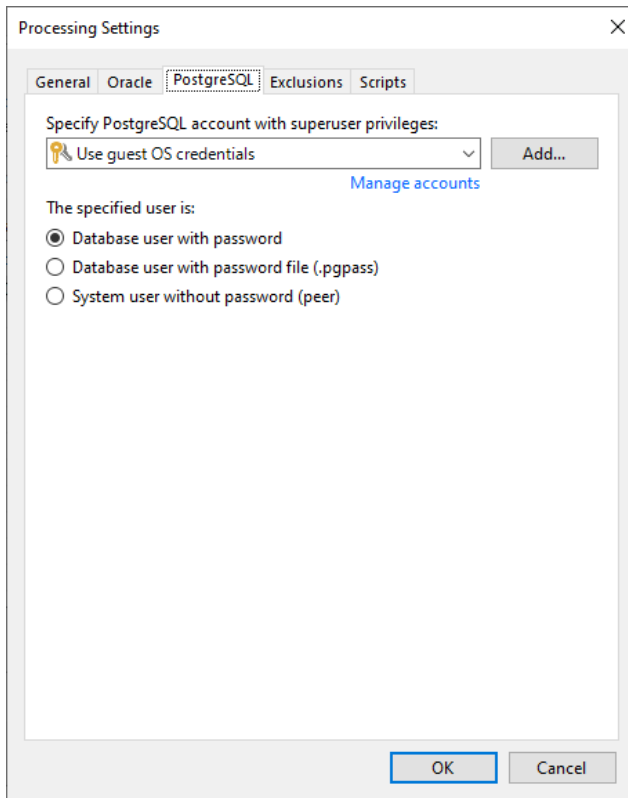 Processing Settings
General Oracle PostgreSQL Exclusions Scripts
Specify PostgreSQL account with superuser privileges:
Use guest OS credentials Add...
Manage accounts
The specified user is:
Database user with password
Database user with password file (.pgpass)
System user without password (peer)
OK Cancel